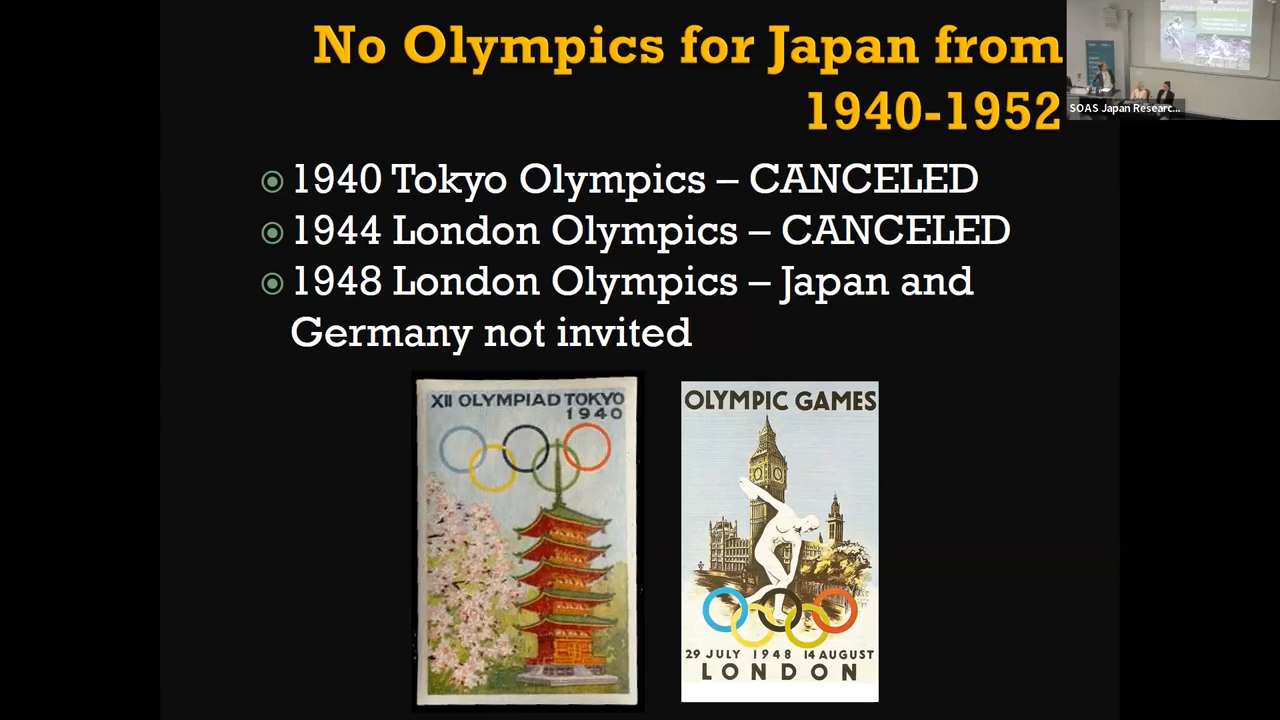 No Olympics for Japan from
1940-1952
1940 Tokyo Olympics – CANCELED
1944 London Olympics – CANCELED
1948 London Olympics – Japan and
Germany not invited
XII OLYMPIAD TOKYO
1940
OLYMPIC GAMES
29 JULY 1948 14 AUGUST
LONDON
SOAS Japan Researc...